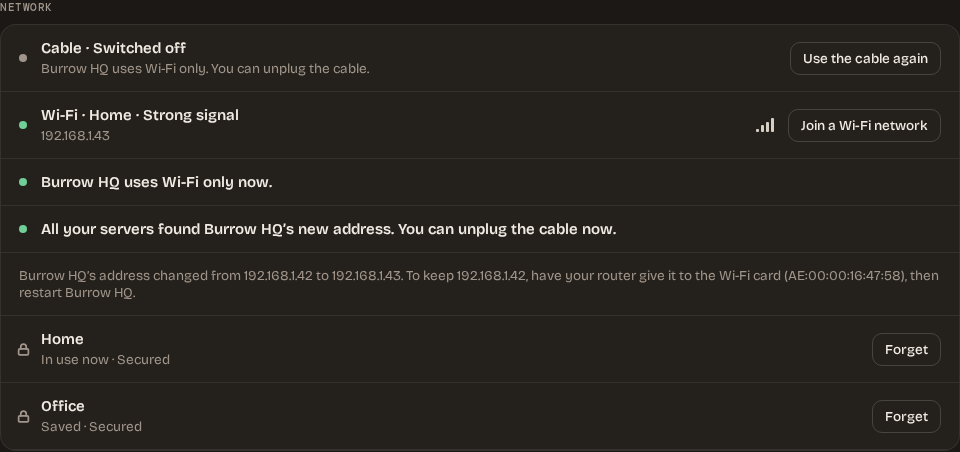 NETWORK
Cable · Switched off
Burrow HQ uses Wi-Fi only. You can unplug the cable.
Use the cable again
Wi-Fi · Home · Strong signal
192.168.1.43
Join a Wi-Fi network
Burrow HQ uses Wi-Fi only now.
All your servers found Burrow HQ's new address. You can unplug the cable now.
Burrow HQ's address changed from 192.168.1.42 to 192.168.1.43. To keep 192.168.1.42, have your router give it to the Wi-Fi card (AE:00:00:16:47:58), then
restart Burrow HQ.
Home
In use now · Secured
Forget
Office
Saved · Secured
Forget